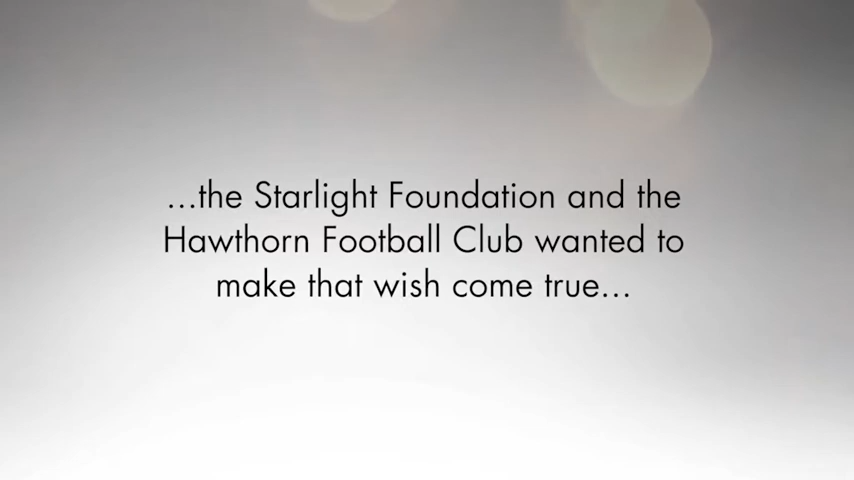 ...the Starlight Foundation and the
Hawthorn Football Club wanted to
make that wish come true...